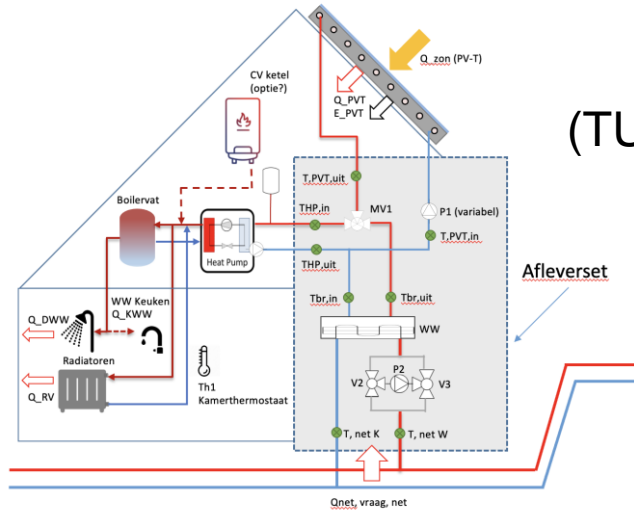 Q_zon (PV-T)
CV ketel
(optie?)
Q_PVT
E_PVT
(TU
T,PVT,uit
Boilervat
THP,in
MV1
P1 (variabel)
T,PVT,in
Heat Pump
THP,uit
Afleverset
Tbr,in
Tbr,uit
Q_DWW
WW Keuken
Q_KWW
WW
Radiatoren
P2
V2
V3
Q_RV
Th1
Kamerthermostaat
T, net K
T, net W
Qnet, vraag, net